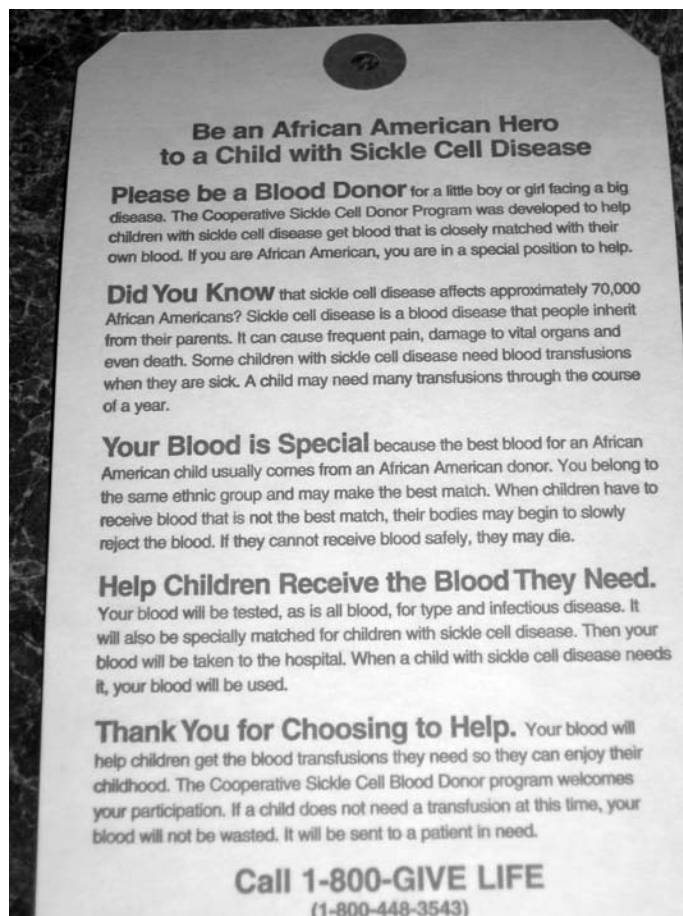 Be an African American Hero
to a Child with Sickle Cell Disease
Please be a Blood Donor for a little boy or girl facing a big
disease. The Cooperative Sickle Cell Donor Program was developed to help
children with sickle cell disease get blood that is closely matched with their
own blood. If you are African American, you are in a special position to help.
Did You Know that sickle cell disease affects approximately 70,000
African Americans? Sickle cell disease is a blood disease that people inherit
from their parents. It can cause frequent pain, damage to vital organs and
even death. Some children with sickle cell disease need blood transfusions
when they are sick. A child may need many transfusions through the course
of a year.
Your Blood is Special because the best blood for an African
American child usually comes from an African American donor. You belong to
the same ethnic group and may make the best match. When children have to
receive blood that is not the best match, their bodies may begin to slowly
reject the blood. If they cannot receive blood safely, they may die.
Help Children Receive the Blood They Need.
Your blood will be tested, as is all blood, for type and infectious disease. It
will also be specially matched for children with sickle cell disease. Then your
blood will be taken to the hospital. When a child with sickle cell disease needs
it, your blood will be used.
Thank You for Choosing to Help. Your blood will
help children get the blood transfusions they need so they can enjoy their
childhood. The Cooperative Sickle Cell Blood Donor program welcomes
your participation. If a child does not need a transfusion at this time, your
blood will not be wasted. It will be sent to a patient in need.
Call 1-800-GIVE LIFE
(1-800-448-3543)